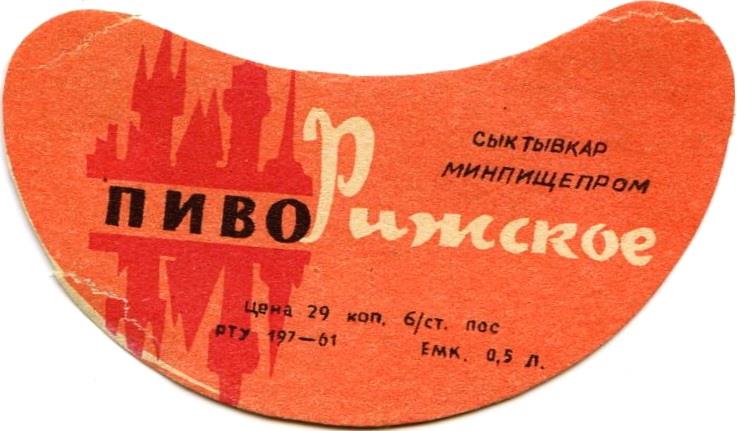 СЫКТЫВКАР
МИНПИЩЕПРОМ
ПИВО Рижское
Цена 29 коп. б/ст. пос
РТУ 197—61
ЕМК. 0,5 Л.